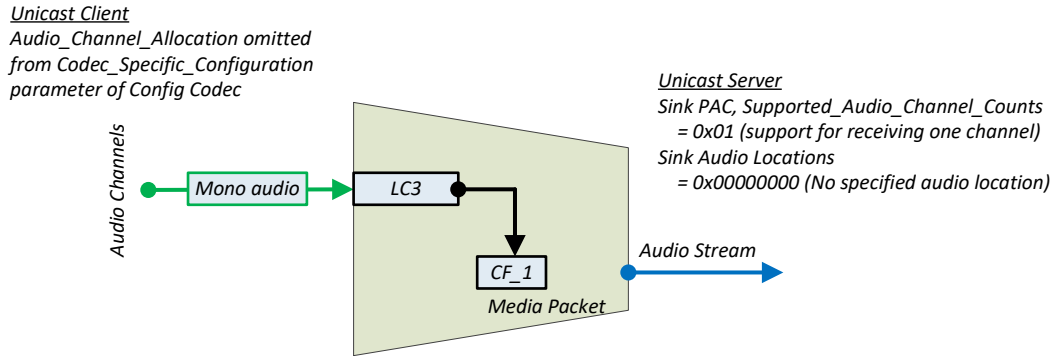 Unicast Client
Audio_Channel_Allocation omitted
from Codec_Specific_Configuration
parameter of Config Codec
Unicast Server
Sink PAC, Supported_Audio_Channel_Counts
= 0x01 (support for receiving one channel)
Sink Audio Locations
= 0x00000000 (No specified audio location)
Audio Channels
Mono audio
LC3
CF_1
Media Packet
Audio Stream